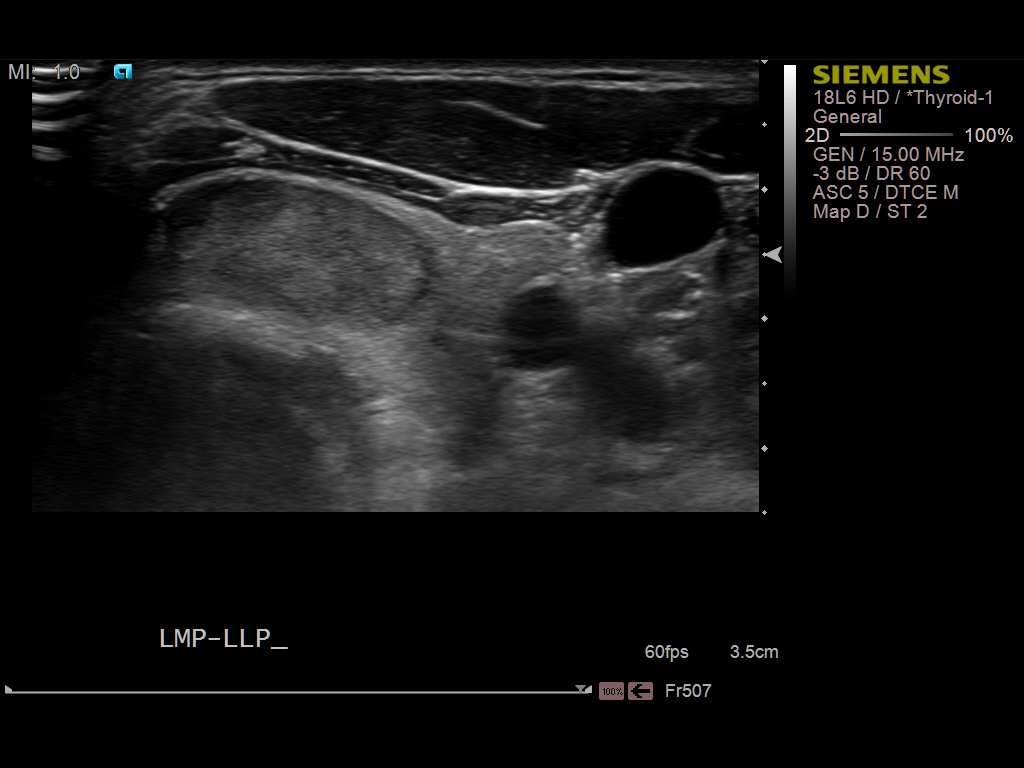 MI: 1.0
SIEMENS
18L6 HD / *Thyroid-1
General
2D 100%
GEN / 15.00 MHz
-3 dB / DR 60
ASC 5 / DTCE M
Map D / ST 2
LMP-LLP_
60fps 3.5cm
100% Fr507